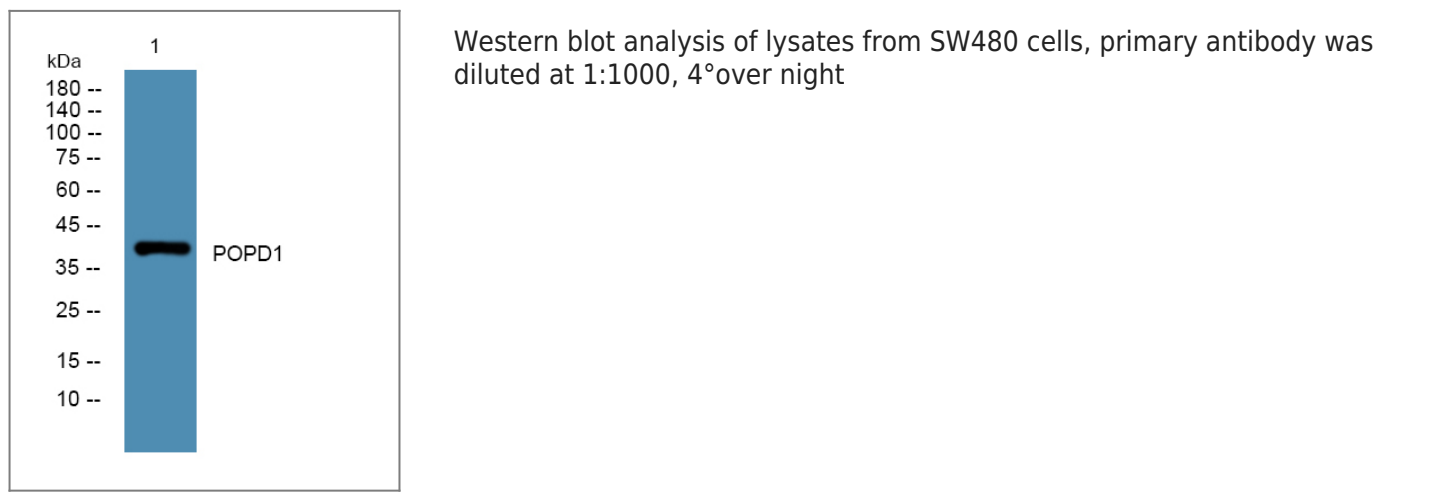 1
kDa
180 --
140 --
100 --
75 --
60 --
45 --
POPD1
35 --
25 --
15 --
10 --
Western blot analysis of lysates from SW480 cells, primary antibody was
diluted at 1:1000, 4°over night